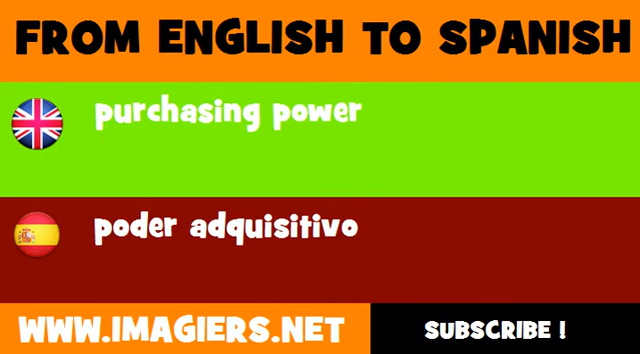 FROM ENGLISH TO SPANISH
purchasing power
poder adquisitivo
WWW.IMAGIERS.NET
SUBSCRIBE !